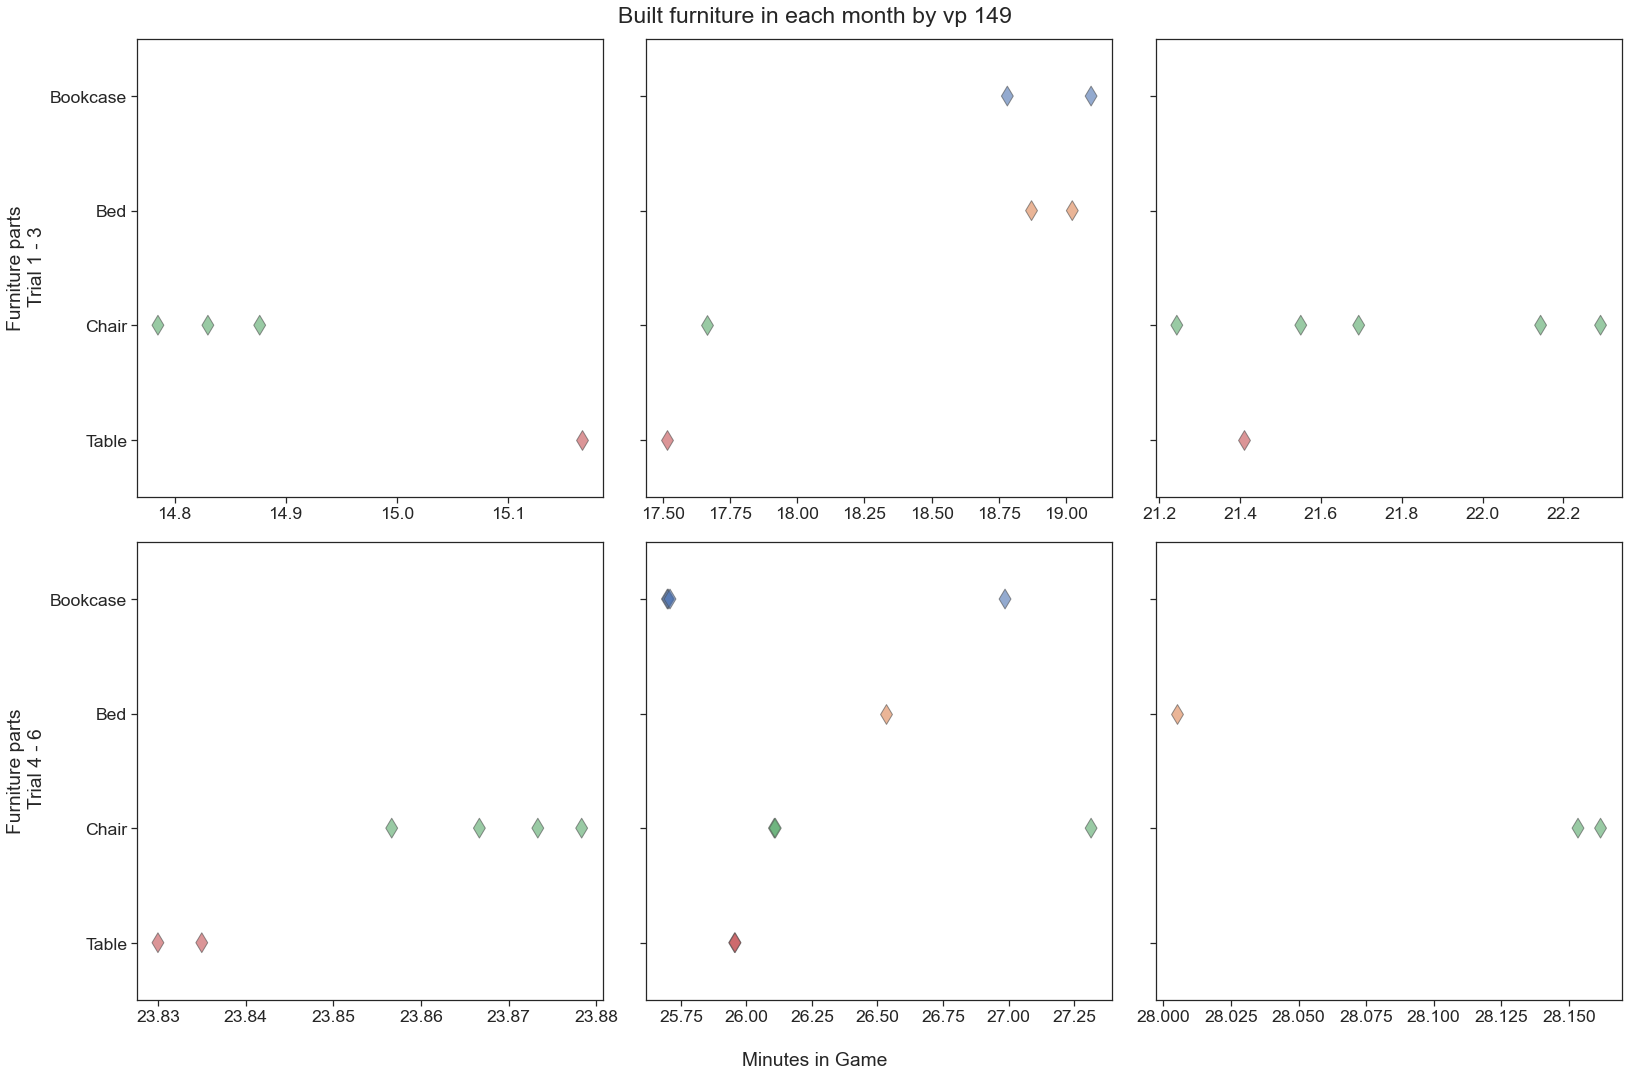 Built furniture in each month by vp 149
Furniture parts
Trial 1 - 3
Bookcase
Bed
Chair
Table
14.8 14.9 15.0 15.1
17.50 17.75 18.00 18.25 18.50 18.75 19.00
21.2 21.4 21.6 21.8 22.0 22.2
Furniture parts
Trial 4 - 6
Bookcase
Bed
Chair
Table
23.83 23.84 23.85 23.86 23.87 23.88
25.75 26.00 26.25 26.50 26.75 27.00 27.25
28.000 28.025 28.050 28.075 28.100 28.125 28.150
Minutes in Game